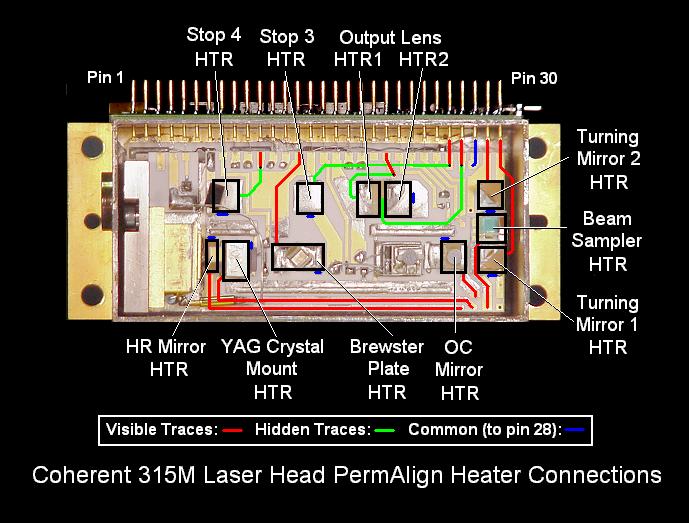 Stop 4
HTR
Stop 3
HTR
Output Lens
HTR1 HTR2
Pin 1
Pin 30
Turning
Mirror 2
HTR
Beam
Sampler
HTR
Turning
Mirror 1
HTR
HR Mirror
HTR
YAG Crystal
Mount
HTR
Brewster
Plate
HTR
OC
Mirror
HTR
Visible Traces: Hidden Traces: Common (to pin 28):
Coherent 315M Laser Head PermAlign Heater Connections